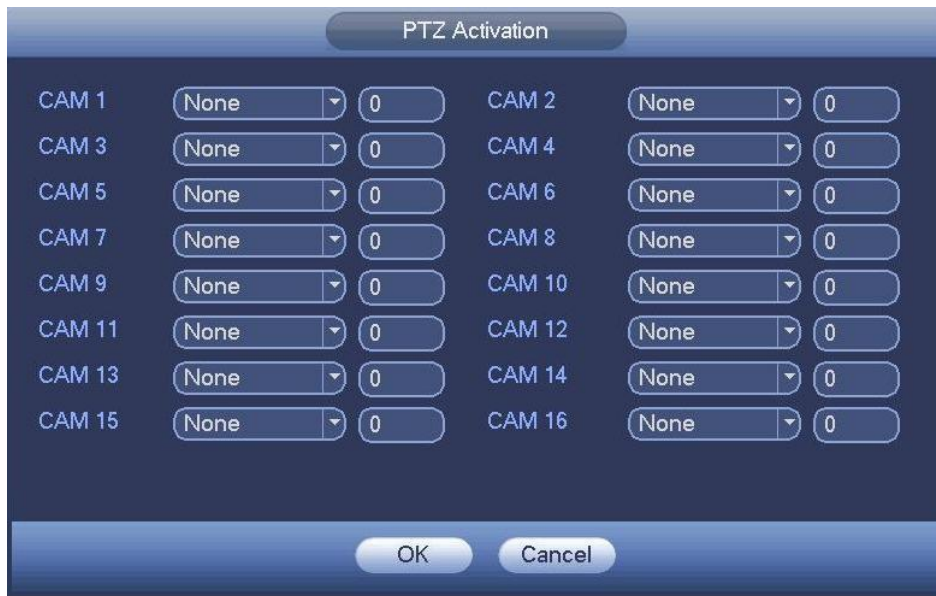 PTZ Activation
CAM 1 None 0 CAM 2 None 0
CAM 3 None 0 CAM 4 None 0
CAM 5 None 0 CAM 6 None 0
CAM 7 None 0 CAM 8 None 0
CAM 9 None 0 CAM 10 None 0
CAM 11 None 0 CAM 12 None 0
CAM 13 None 0 CAM 14 None 0
CAM 15 None 0 CAM 16 None 0
OK Cancel